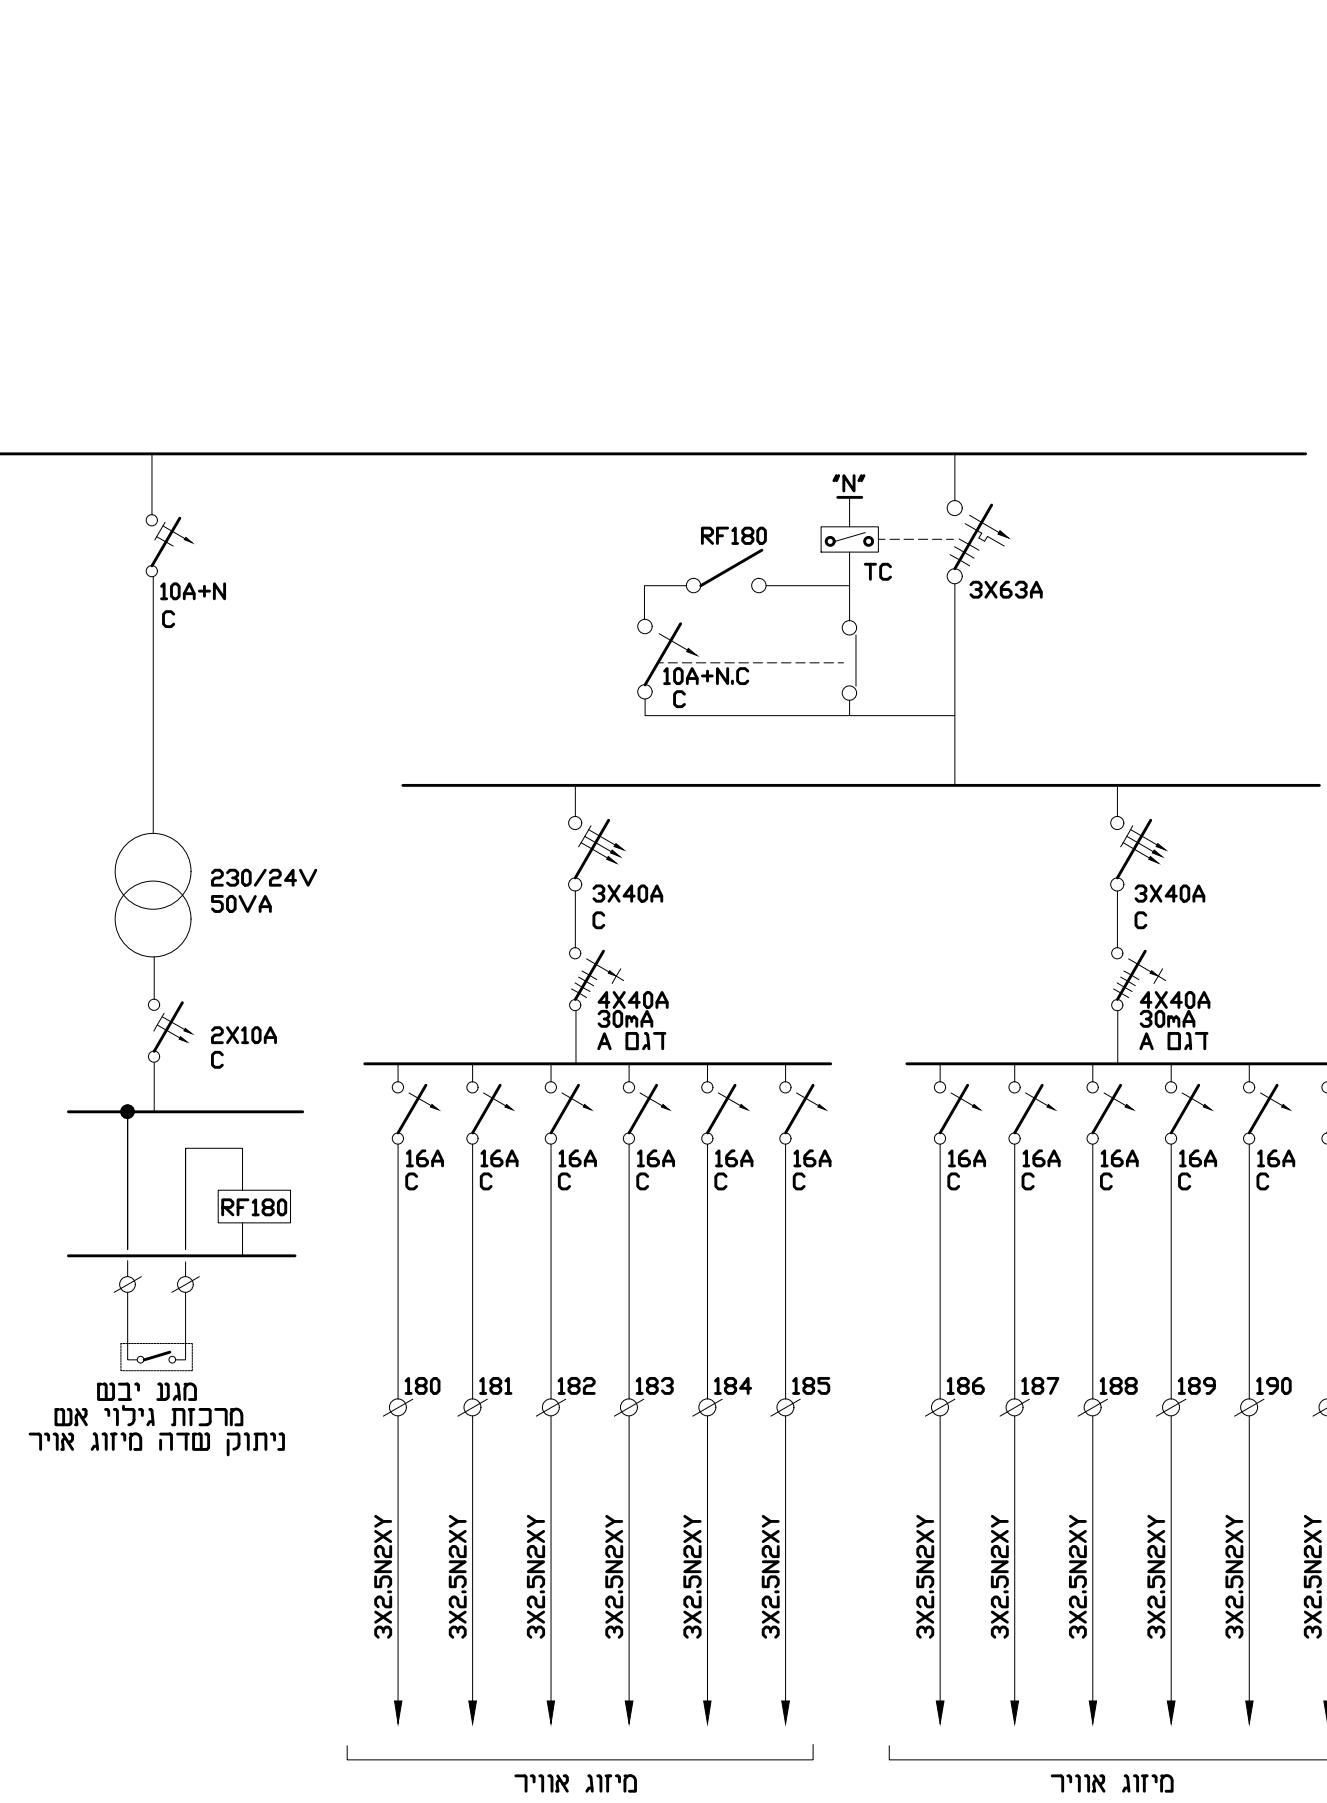 "N"
RF180
TC
3X63A
10A+N
C
10A+N.C
C
230/24V
50VA
3X40A
C
3X40A
C
4X40A
30mA
דגם A
4X40A
30mA
דגם A
2X10A
C
16A
C
16A
C
16A
C
16A
C
16A
C
16A
C
16A
C
16A
C
16A
C
16A
C
16A
C
RF180
מגע יבש
מרכזת גילוי אש
ניתוק שדה מיזוג אויר
180
181
182
183
184
185
186
187
188
189
190
3X2.5N2XY
3X2.5N2XY
3X2.5N2XY
3X2.5N2XY
3X2.5N2XY
3X2.5N2XY
3X2.5N2XY
3X2.5N2XY
3X2.5N2XY
3X2.5N2XY
3X2.5N2XY
3X2.5N2XY
מיזוג אוויר
מיזוג אוויר